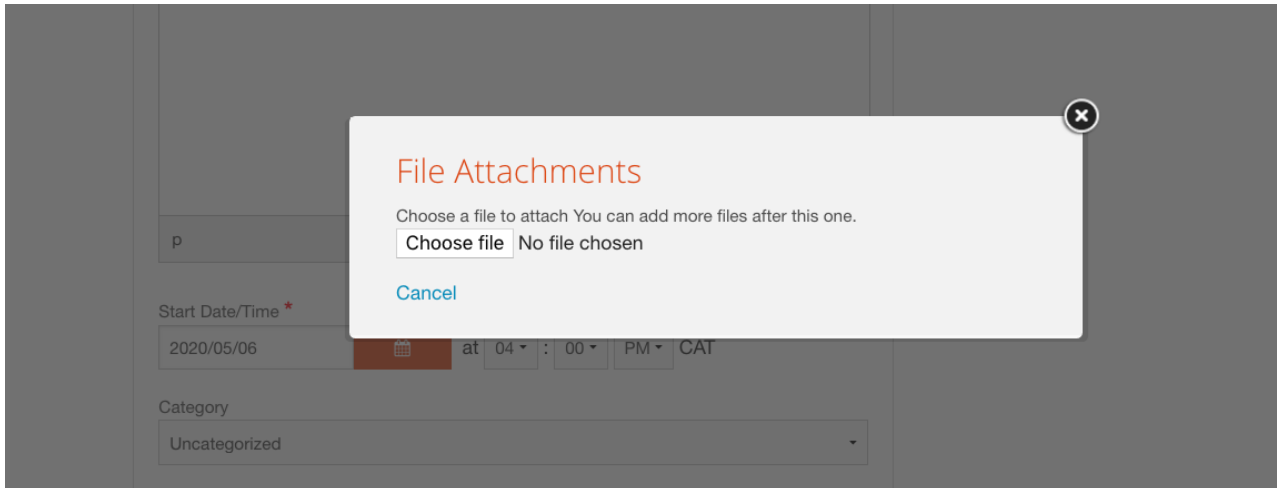 File Attachments
Choose a file to attach You can add more files after this one.
Choose file No file chosen
Cancel
p
Start Date/Time *
2020/05/06 at 04 : 00 PM CAT
Category
Uncategorized